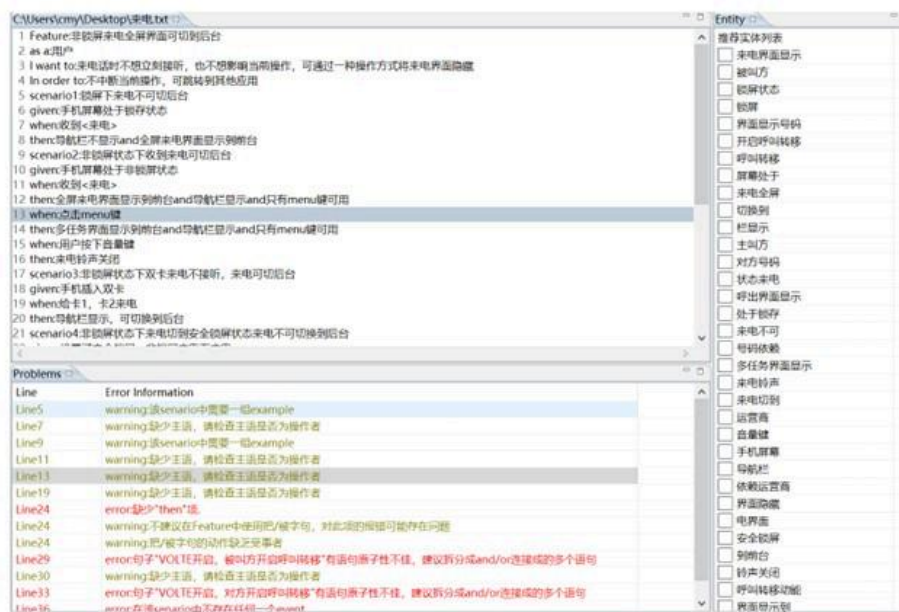 C:\Users\cmy\Desktop\来电.txt
1 Feature:非锁屏来电全屏界面可切到后台
2 as a:用户
3 I want to:来电话时不想立刻接听，也不想影响当前操作，可通过一种操作方式将来电界面隐藏
4 In order to:不中断当前操作，可跳转到其他应用
5 scenario1:锁屏下来电不可切后台
6 given:手机屏幕处于锁存状态
7 when:收到<来电>
8 then:导航栏不显示and全屏来电界面显示到前台
9 scenario2:非锁屏状态下收到来电可切后台
10 given:手机屏幕处于非锁屏状态
11 when:收到<来电>
12 then:全屏来电界面显示到前台and导航栏显示and只有menu键可用
13 when:点击menu键
14 then:多任务界面显示到前台and导航栏显示and只有menu键可用
15 when:用户按下音量键
16 then:来电铃声关闭
17 scenario3:非锁屏状态下双卡来电不接听，来电可切后台
18 given:手机插入双卡
19 when:给卡1，卡2来电
20 then:导航栏显示，可切换到后台
21 scenario4:非锁屏状态下来电切到安全锁屏状态来电不可切换到后台
Problems
Line Error Information
Line5 warning:该senario中需要一组example
Line7 warning:缺少主语，请检查主语是否为操作者
Line9 warning:该senario中需要一组example
Line11 warning:缺少主语，请检查主语是否为操作者
Line13 warning:缺少主语，请检查主语是否为操作者
Line19 warning:缺少主语，请检查主语是否为操作者
Line24 error:缺少"then"项
Line24 warning:不建议在Feature中使用把/被字句，对此项的报错可能存在问题
Line24 warning:把/被字句的动作缺乏受事者
Line29 error:句子"VOLTE开启，被叫方开启呼叫转移"有语句原子性不佳，建议拆分成and/or连接成的多个语句
Line30 warning:缺少主语，请检查主语是否为操作者
Line33 error:句子"VOLTE开启，对方开启呼叫转移"有语句原子性不佳，建议拆分成and/or连接成的多个语句
Line36 error:在该senario中不存在任何一个event
Entity
推荐实体列表
来电界面显示
被叫方
锁屏状态
锁屏
界面显示号码
开启呼叫转移
呼叫转移
屏幕处于
来电全屏
切换到
栏显示
主叫方
对方号码
状态来电
呼出界面显示
处于锁存
来电不可
号码依赖
多任务界面显示
来电铃声
来电切到
运营商
音量键
手机屏幕
导航栏
依赖运营商
界面隐藏
电界面
安全锁屏
到前台
铃声关闭
呼叫转移功能
界面显示到